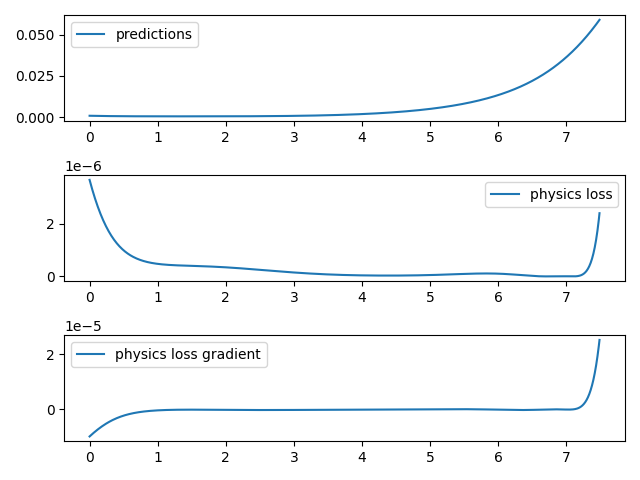 0.050
0.025
0.000
predictions
0 1 2 3 4 5 6 7
1e−6
2
0
physics loss
0 1 2 3 4 5 6 7
1e−5
2
0
physics loss gradient
0 1 2 3 4 5 6 7